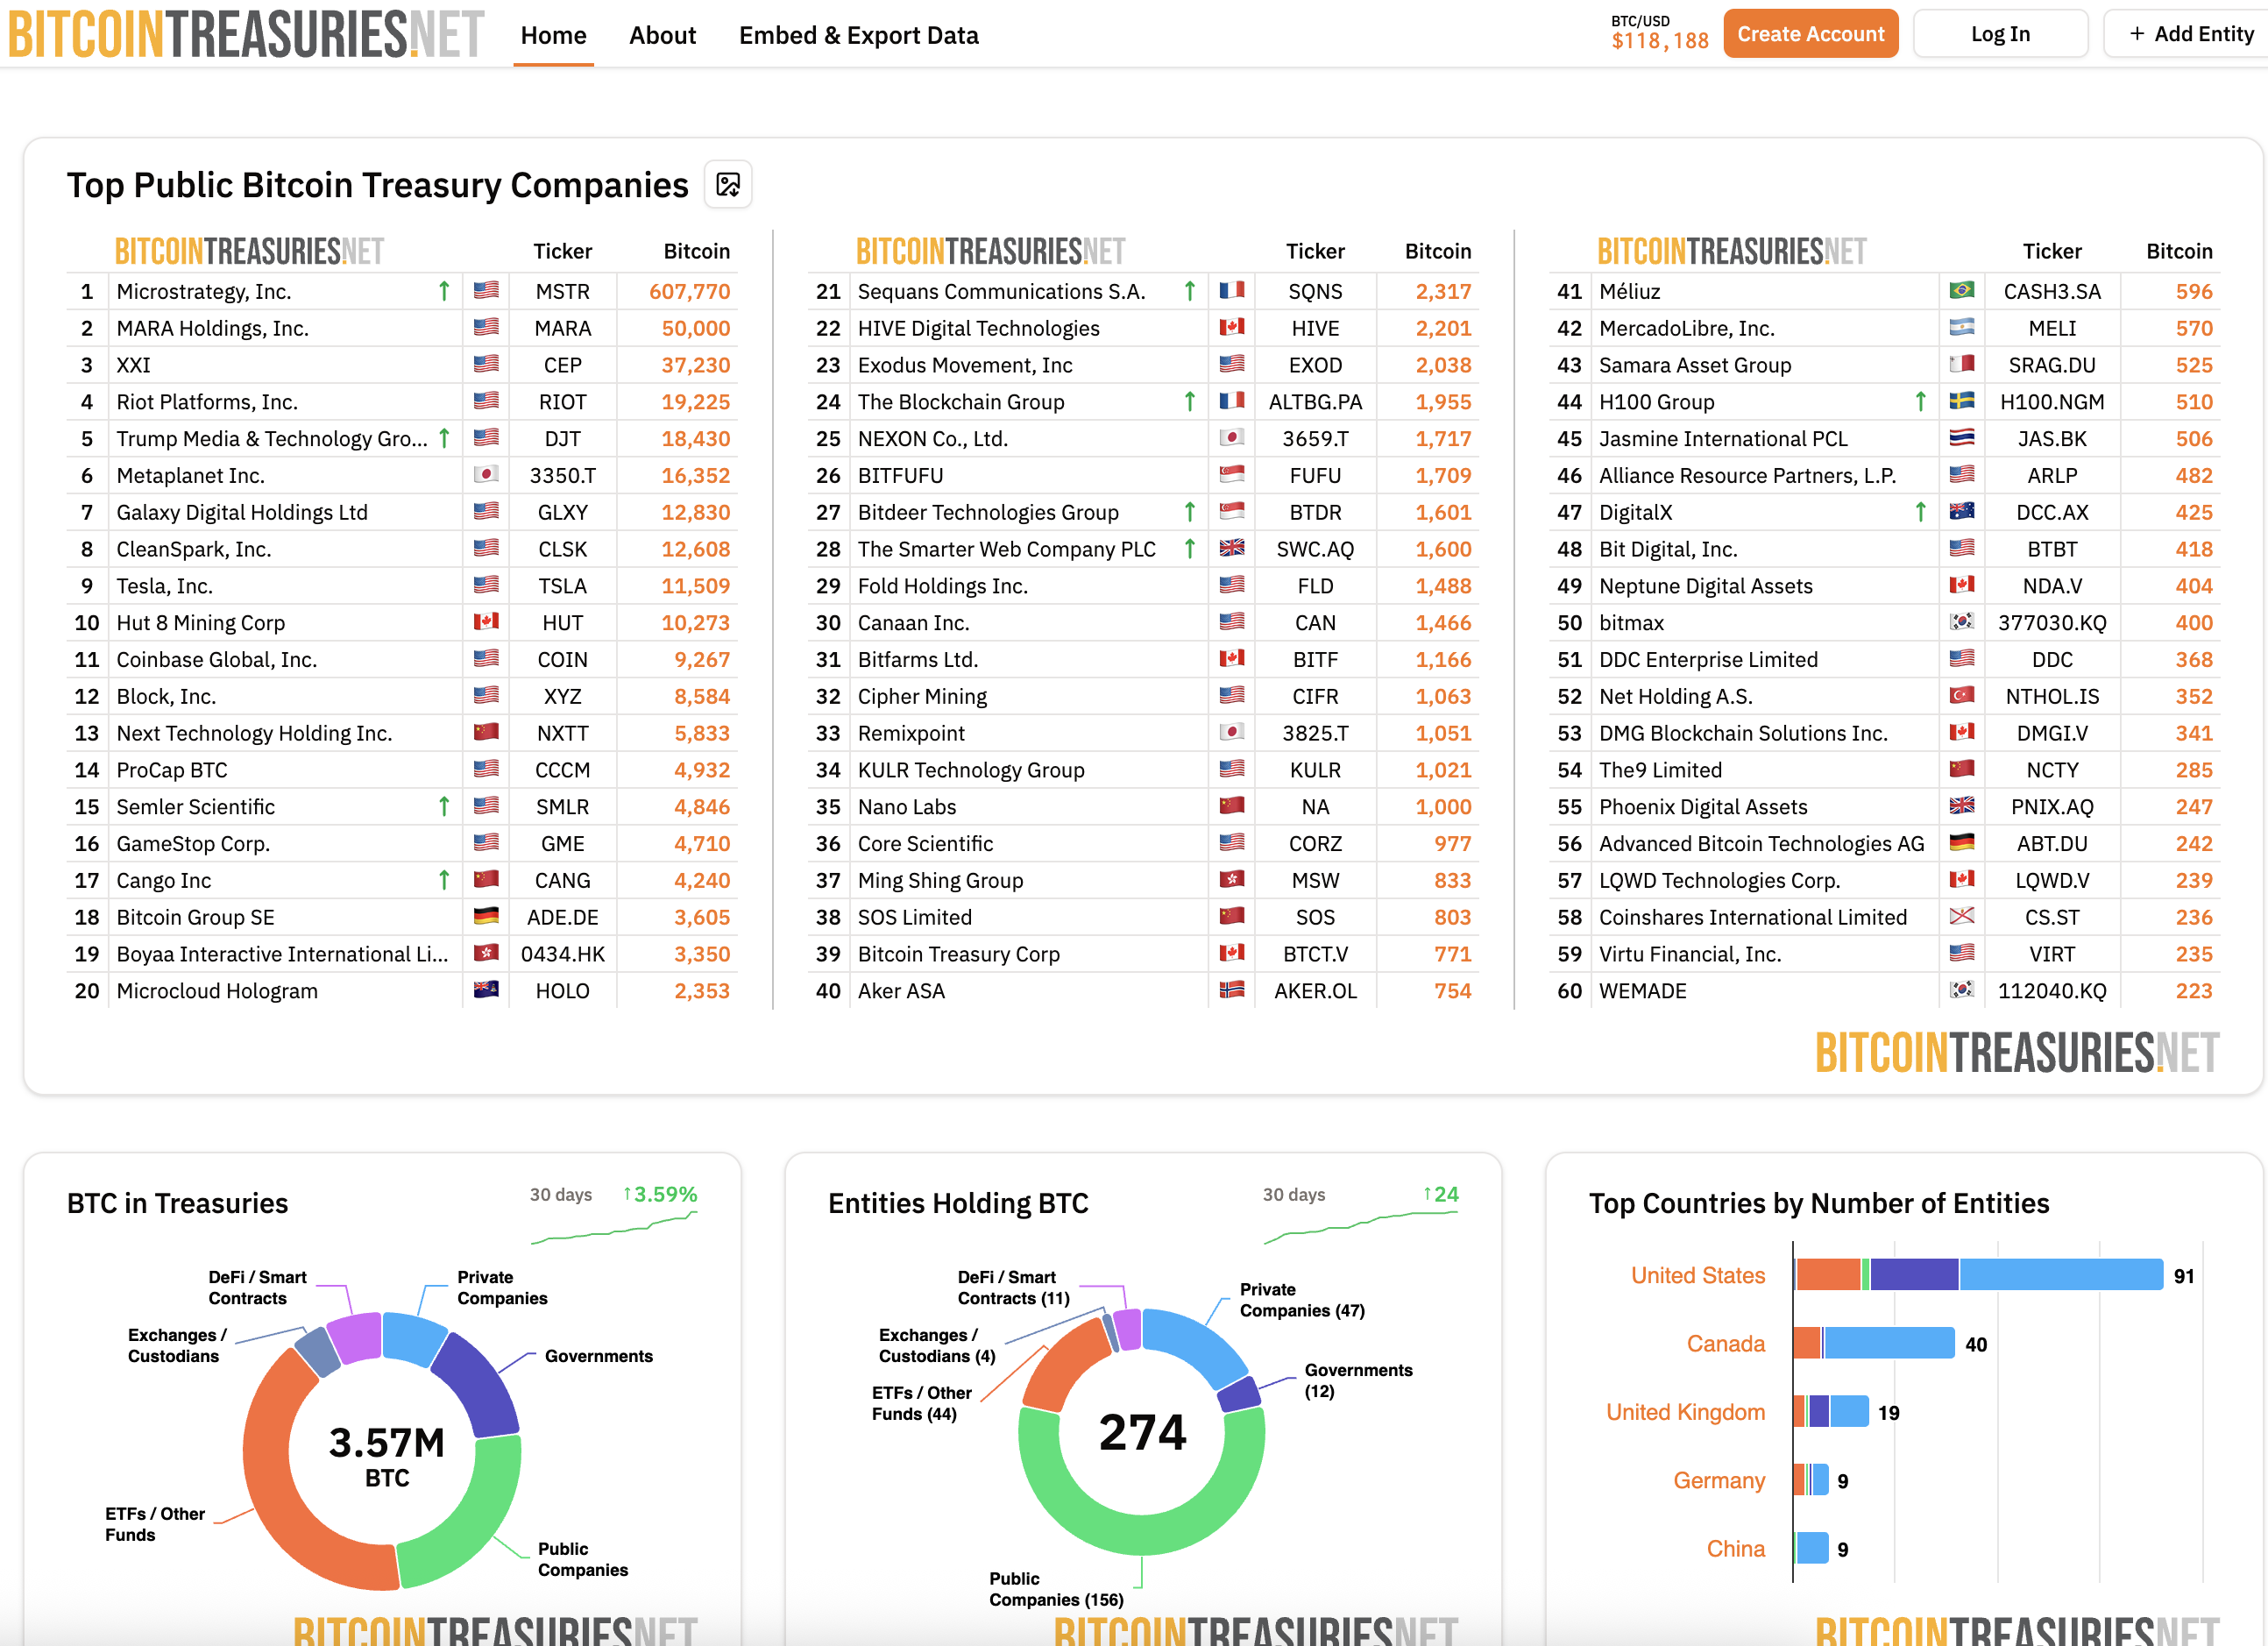 BITCOINTREASURIES.NET
Home About Embed & Export Data
BTC/USD
$118,188
Create Account
Log In
+ Add Entity
Top Public Bitcoin Treasury Companies
BITCOINTREASURIES.NET Ticker Bitcoin
1 Microstrategy, Inc. ↑ MSTR 607,770
2 MARA Holdings, Inc. MARA 50,000
3 XXI CEP 37,230
4 Riot Platforms, Inc. RIOT 19,225
5 Trump Media & Technology Gro... ↑ DJT 18,430
6 Metaplanet Inc. 3350.T 16,352
7 Galaxy Digital Holdings Ltd GLXY 12,830
8 CleanSpark, Inc. CLSK 12,608
9 Tesla, Inc. TSLA 11,509
10 Hut 8 Mining Corp HUT 10,273
11 Coinbase Global, Inc. COIN 9,267
12 Block, Inc. XYZ 8,584
13 Next Technology Holding Inc. NXTT 5,833
14 ProCap BTC CCCM 4,932
15 Semler Scientific ↑ SMLR 4,846
16 GameStop Corp. GME 4,710
17 Cango Inc ↑ CANG 4,240
18 Bitcoin Group SE ADE.DE 3,605
19 Boyaa Interactive International Li... 0434.HK 3,350
20 Microcloud Hologram HOLO 2,353
BITCOINTREASURIES.NET Ticker Bitcoin
21 Sequans Communications S.A. ↑ SQNS 2,317
22 HIVE Digital Technologies HIVE 2,201
23 Exodus Movement, Inc EXOD 2,038
24 The Blockchain Group ↑ ALTBG.PA 1,955
25 NEXON Co., Ltd. 3659.T 1,717
26 BITFUFU FUFU 1,709
27 Bitdeer Technologies Group ↑ BTDR 1,601
28 The Smarter Web Company PLC ↑ SWC.AQ 1,600
29 Fold Holdings Inc. FLD 1,488
30 Canaan Inc. CAN 1,466
31 Bitfarms Ltd. BITF 1,166
32 Cipher Mining CIFR 1,063
33 Remixpoint 3825.T 1,051
34 KULR Technology Group KULR 1,021
35 Nano Labs NA 1,000
36 Core Scientific CORZ 977
37 Ming Shing Group MSW 833
38 SOS Limited SOS 803
39 Bitcoin Treasury Corp BTCT.V 771
40 Aker ASA AKER.OL 754
BITCOINTREASURIES.NET Ticker Bitcoin
41 Méliuz CASH3.SA 596
42 MercadoLibre, Inc. MELI 570
43 Samara Asset Group SRAG.DU 525
44 H100 Group ↑ H100.NGM 510
45 Jasmine International PCL JAS.BK 506
46 Alliance Resource Partners, L.P. ARLP 482
47 DigitalX ↑ DCC.AX 425
48 Bit Digital, Inc. BTBT 418
49 Neptune Digital Assets NDA.V 404
50 bitmax 377030.KQ 400
51 DDC Enterprise Limited DDC 368
52 Net Holding A.S. NTHOL.IS 352
53 DMG Blockchain Solutions Inc. DMGI.V 341
54 The9 Limited NCTY 285
55 Phoenix Digital Assets PNIX.AQ 247
56 Advanced Bitcoin Technologies AG ABT.DU 242
57 LQWD Technologies Corp. LQWD.V 239
58 Coinshares International Limited CS.ST 236
59 Virtu Financial, Inc. VIRT 235
60 WEMADE 112040.KQ 223
BITCOINTREASURIES.NET
BTC in Treasuries
30 days ↑3.59%
DeFi / Smart
Contracts
Private
Companies
Exchanges /
Custodians
Governments
3.57M
BTC
ETFs / Other
Funds
Public
Companies
BITCOINTREASURIES.NET
Entities Holding BTC
30 days ↑24
DeFi / Smart
Contracts (11)
Private
Companies (47)
Exchanges /
Custodians (4)
Governments
(12)
ETFs / Other
Funds (44)
274
Public
Companies (156)
BITCOINTREASURIES.NET
Top Countries by Number of Entities
United States 91
Canada 40
United Kingdom 19
Germany 9
China 9
BITCOINTREASURIES.NET